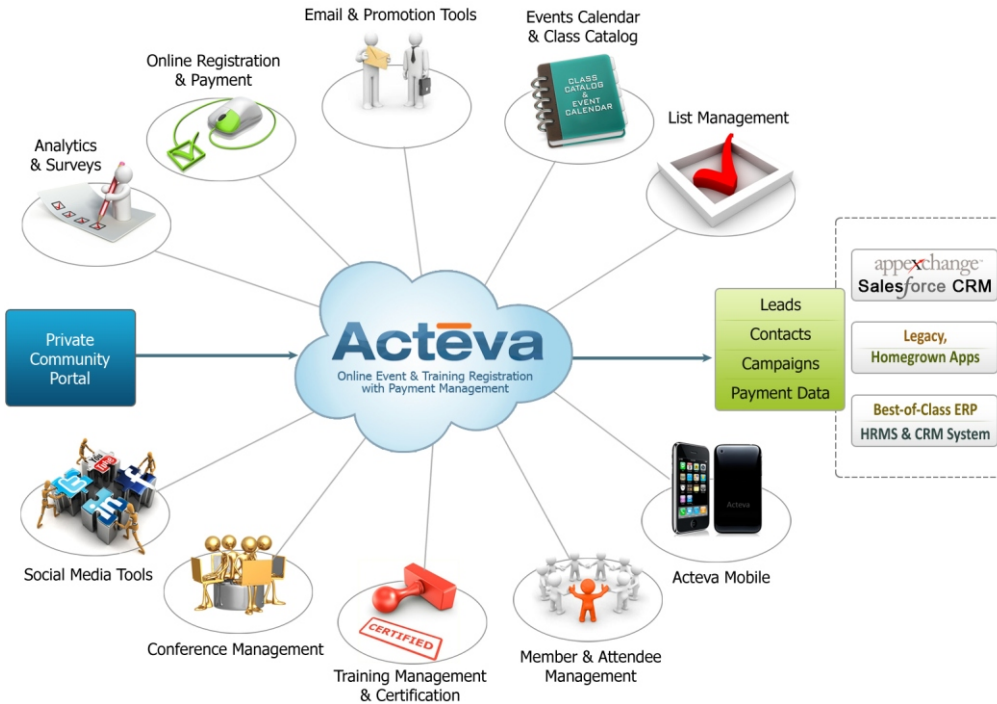 Email & Promotion Tools
Events Calendar
& Class Catalog
Online Registration
& Payment
CLASS
CATALOG
&
EVENT
CALENDAR
List Management
Analytics
& Surveys
appexchange
Salesforce CRM
Private
Community
Portal
Actēva
Online Event & Training Registration
with Payment Management
Leads
Contacts
Campaigns
Payment Data
Legacy,
Homegrown Apps
Best-of-Class ERP
HRMS & CRM System
in
f
Acteva
Social Media Tools
Acteva Mobile
Conference Management
CERTIFIED
Training Management
& Certification
Member & Attendee
Management